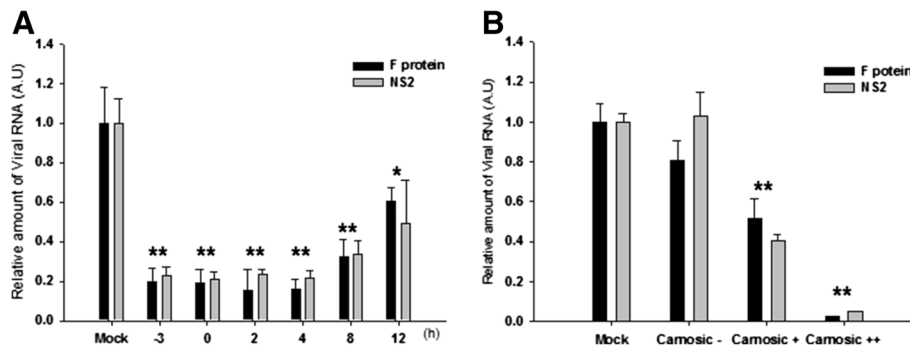 A
Relative amount of Viral RNA (A.U)
1.4
1.2
1.0
0.8
0.6
0.4
0.2
0.0
F protein
NS2
**
**
**
**
**
*
Mock -3 0 2 4 8 12 (h)
B
Relative amount of Viral RNA (A.U)
1.4
1.2
1.0
0.8
0.6
0.4
0.2
0.0
F potein
NS2
**
**
Mock Carnosic - Carnosic + Carnosic ++